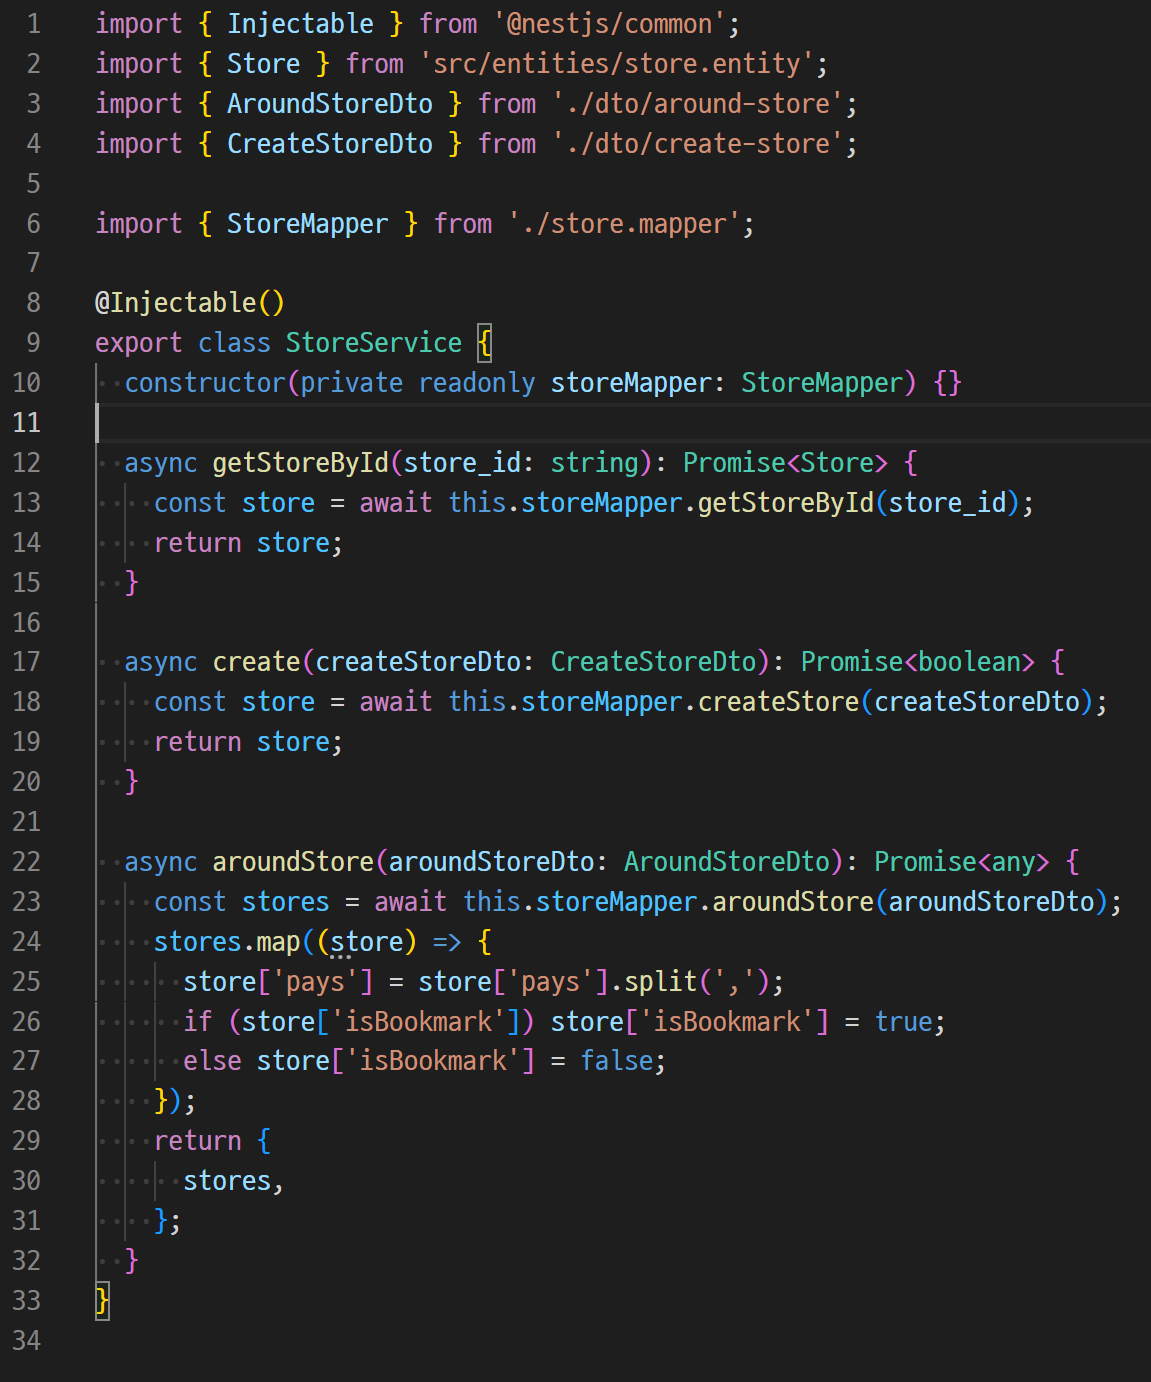 1 import { Injectable } from '@nestjs/common';
2 import { Store } from 'src/entities/store.entity';
3 import { AroundStoreDto } from './dto/around-store';
4 import { CreateStoreDto } from './dto/create-store';
5
6 import { StoreMapper } from './store.mapper';
7
8 @Injectable()
9 export class StoreService {
10   constructor(private readonly storeMapper: StoreMapper) {}
11
12   async getStoreById(store_id: string): Promise<Store> {
13     const store = await this.storeMapper.getStoreById(store_id);
14     return store;
15   }
16
17   async create(createStoreDto: CreateStoreDto): Promise<boolean> {
18     const store = await this.storeMapper.createStore(createStoreDto);
19     return store;
20   }
21
22   async aroundStore(aroundStoreDto: AroundStoreDto): Promise<any> {
23     const stores = await this.storeMapper.aroundStore(aroundStoreDto);
24     stores.map((store) => {
25       store['pays'] = store['pays'].split(',');
26       if (store['isBookmark']) store['isBookmark'] = true;
27       else store['isBookmark'] = false;
28     });
29     return {
30       stores,
31     };
32   }
33 }
34